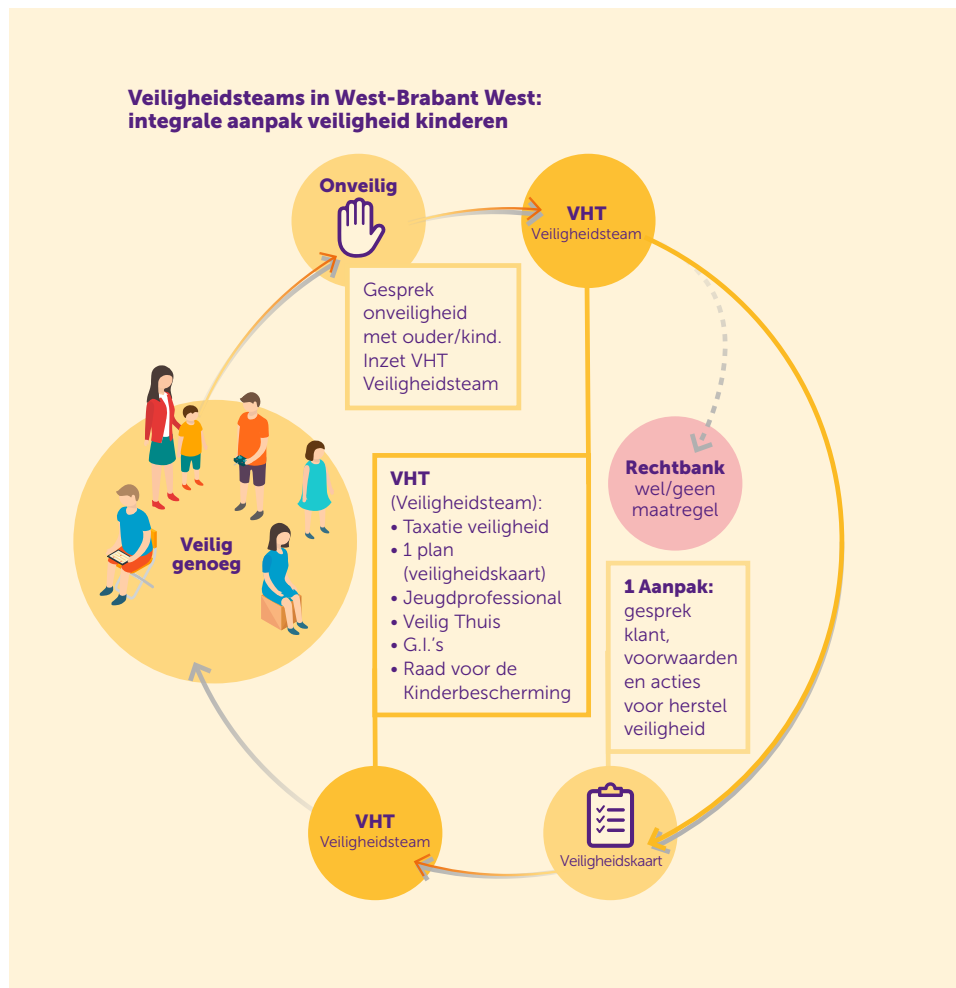 Veiligheidsteams in West-Brabant West:
integrale aanpak veiligheid kinderen
Onveilig
VHT
Veiligheidsteam
Gesprek
onveiligheid
met ouder/kind.
Inzet VHT
Veiligheidsteam
Rechtbank
wel/geen
maatregel
Veilig
genoeg
VHT
(Veiligheidsteam):
• Taxatie veiligheid
• 1 plan
(veiligheidskaart)
• Jeugdprofessional
• Veilig Thuis
• G.I.'s
• Raad voor de
Kinderbescherming
1 Aanpak:
gesprek
klant,
voorwaarden
en acties
voor herstel
veiligheid
Veiligheidskaart
VHT
Veiligheidsteam